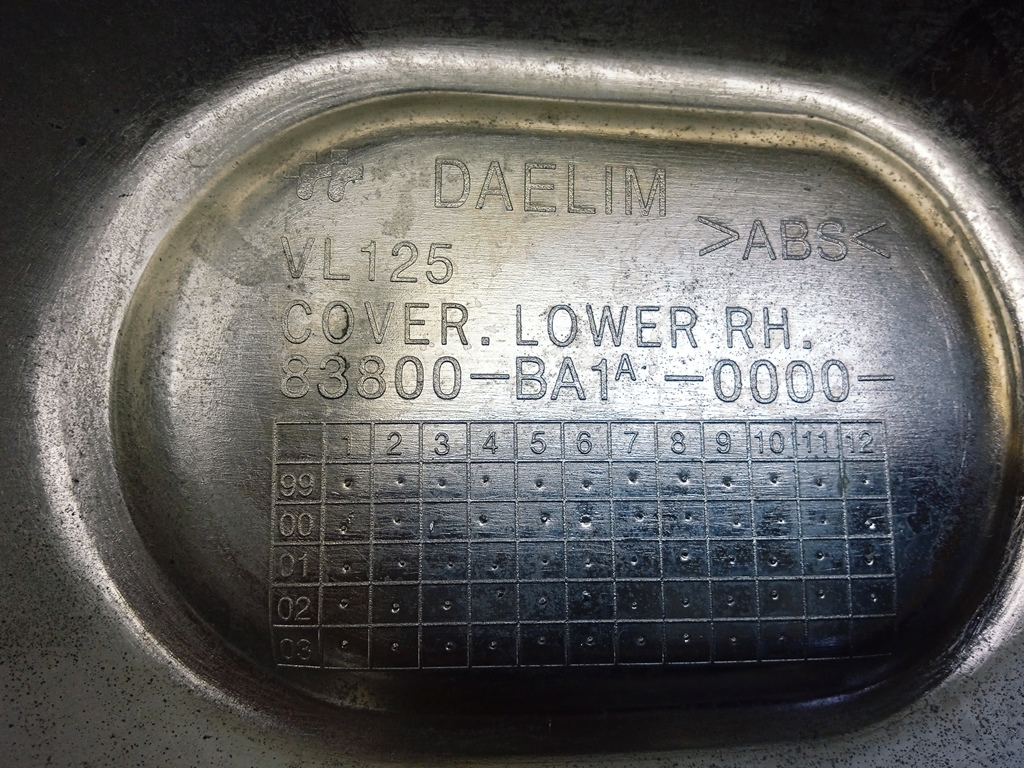 DAELIM
>ABS<
VL125
COVER. LOWER RH.
83800-BA1A-0000-
1 2 3 4 5 6 7 8 9 10 11 12
99
00
01
02
03